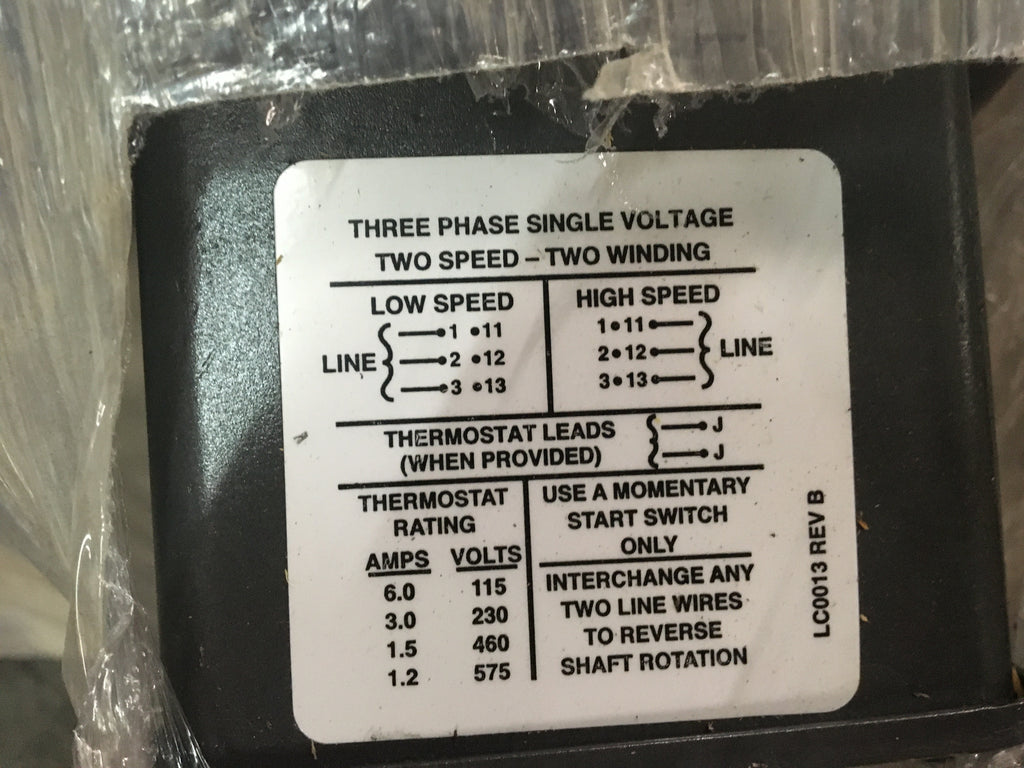 THREE PHASE SINGLE VOLTAGE
TWO SPEED – TWO WINDING
LOW SPEED
LINE
1 •11
2 •12
3 •13
HIGH SPEED
1•11
2•12
3•13
LINE
THERMOSTAT LEADS
(WHEN PROVIDED)
J
J
THERMOSTAT
RATING
AMPS VOLTS
6.0 115
3.0 230
1.5 460
1.2 575
USE A MOMENTARY
START SWITCH
ONLY
INTERCHANGE ANY
TWO LINE WIRES
TO REVERSE
SHAFT ROTATION
LC0013 REV B